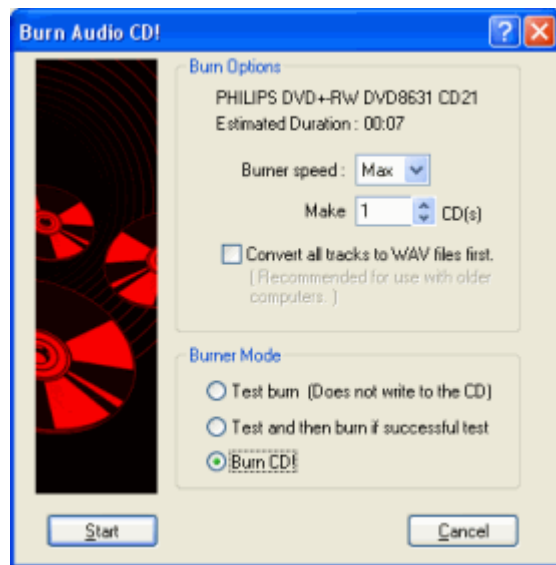 Burn Audio CD!
Burn Options
PHILIPS DVD+-RW DVD8631 CD21
Estimated Duration : 00:07
Burner speed : Max
Make 1 CD(s)
Convert all tracks to WAV files first.
( Recommended for use with older
computers. )
Burner Mode
Test burn (Does not write to the CD)
Test and then burn if successful test
Burn CD!
Start Cancel